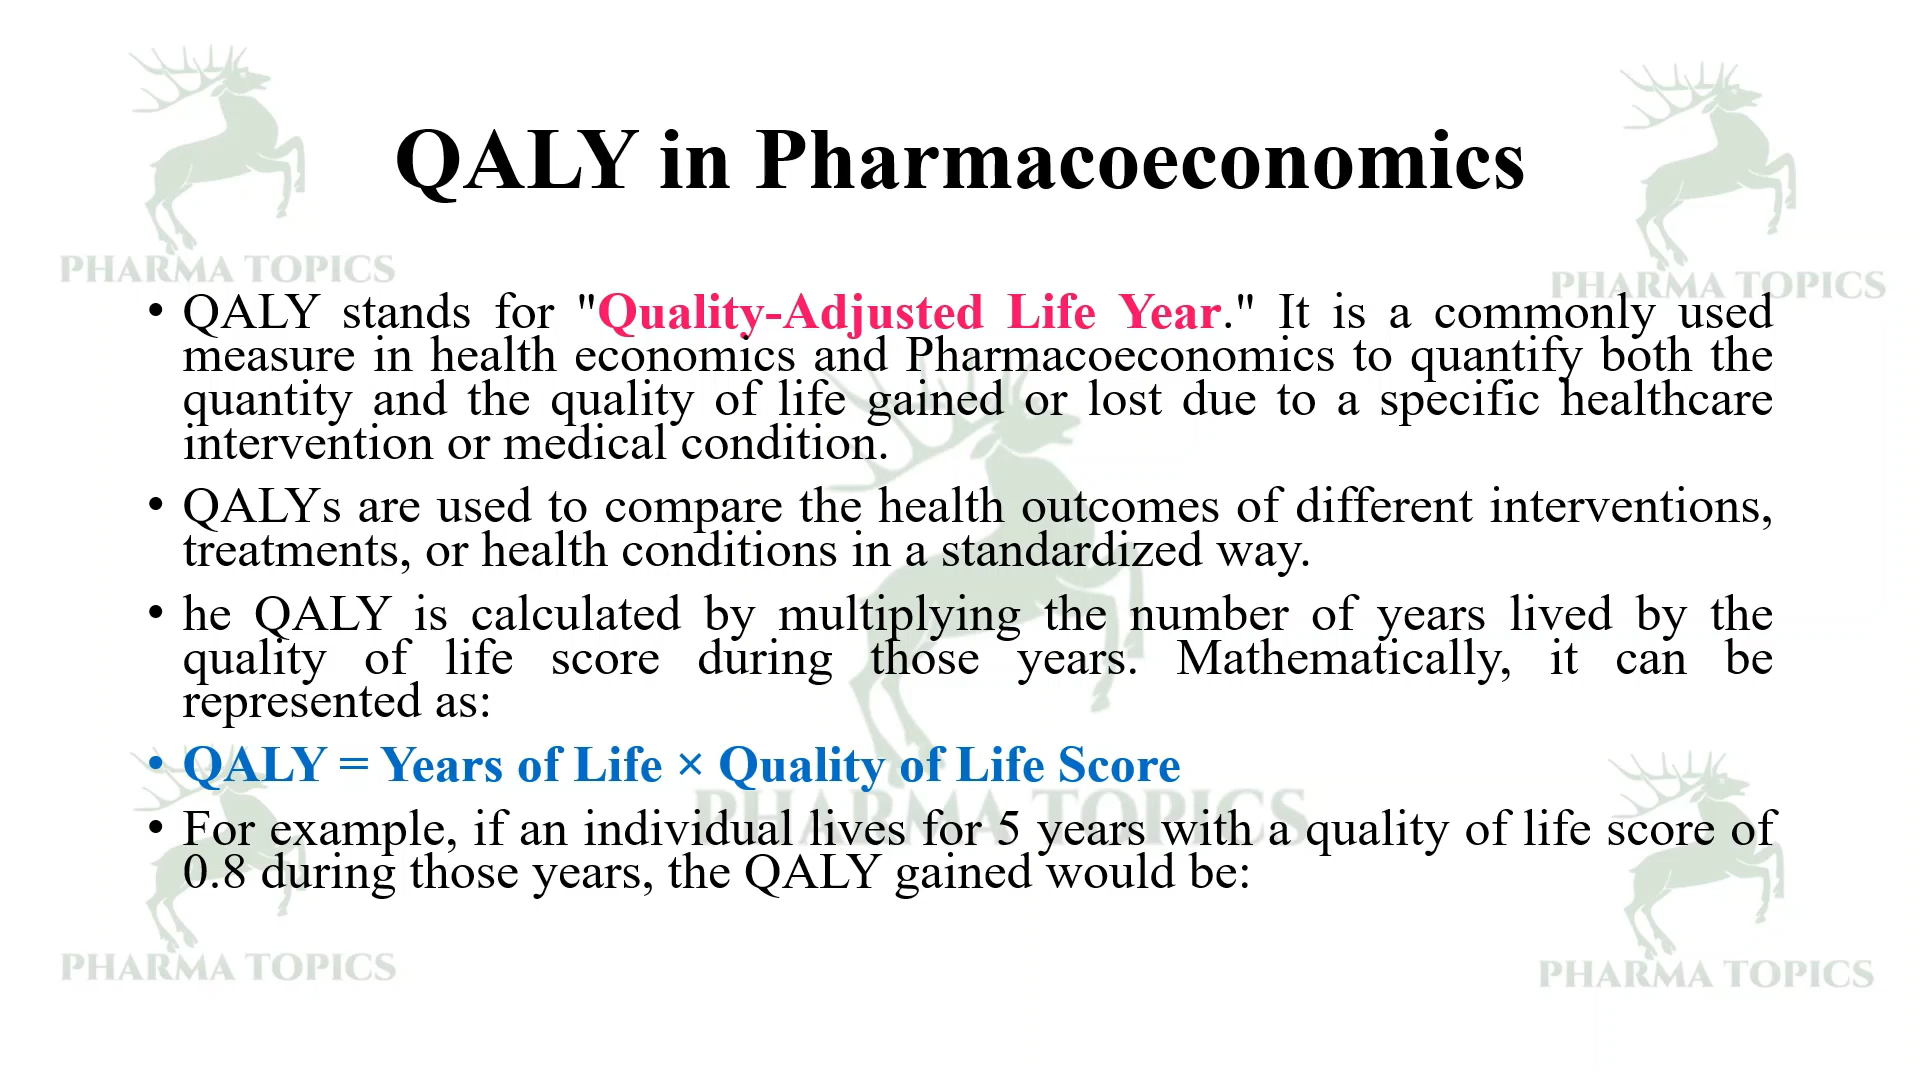 QALY in Pharmacoeconomics
PHARMA TOPICS
PHARMA TOPICS
• QALY stands for "Quality-Adjusted Life Year." It is a commonly used
measure in health economics and Pharmacoeconomics to quantify both the
quantity and the quality of life gained or lost due to a specific healthcare
intervention or medical condition.
• QALYs are used to compare the health outcomes of different interventions,
treatments, or health conditions in a standardized way.
• he QALY is calculated by multiplying the number of years lived by the
quality of life score during those years. Mathematically, it can be
represented as:
• QALY = Years of Life × Quality of Life Score
PHARMA TOPICS
• For example, if an individual lives for 5 years with a quality of life score of
0.8 during those years, the QALY gained would be:
PHARMA TOPICS
PHARMA TOPICS